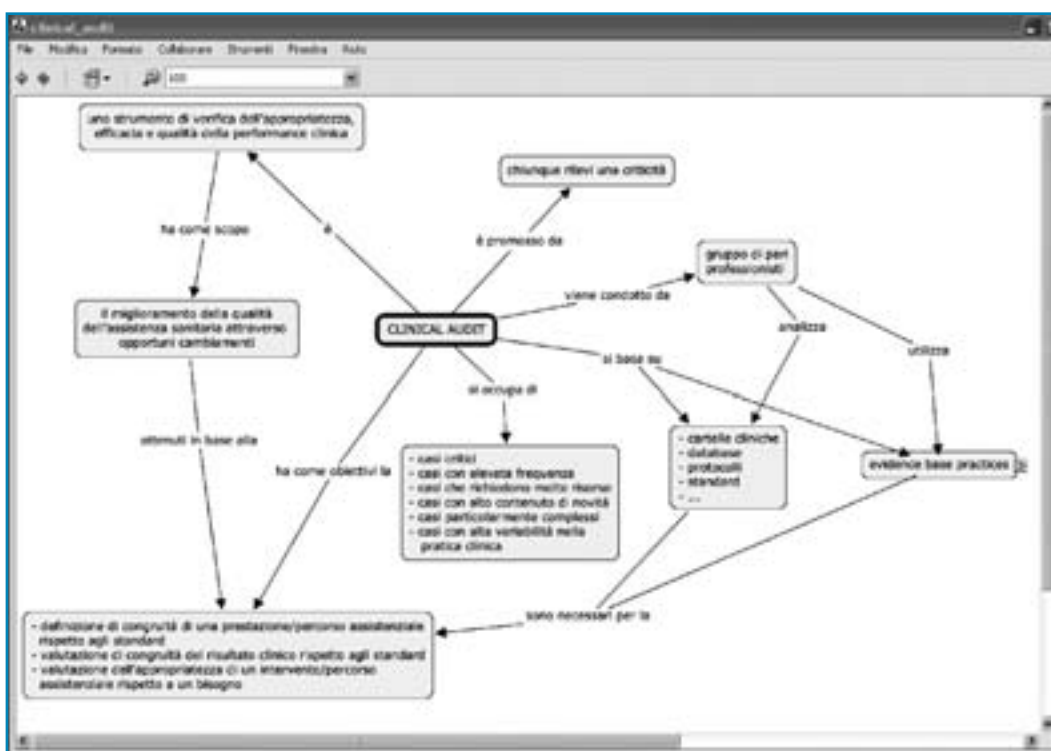 clinical_audit
File Modifica Formato Collaborare Strumenti Finestra Aiuto
uno strumento di verifica dell'appropriatezza,
efficacia e qualità della performance clinica
chiunque rilevi una criticità
ha come scopo
è
è promosso da
gruppo di pari
professionisti
viene condotto da
il miglioramento della qualità
dell'assistenza sanitaria attraverso
opportuni cambiamenti
CLINICAL AUDIT
analizza
utilizza
si base su
si occupa di
ottenuti in base alla
ha come obiettivi la
- casi critici
- casi con elevata frequenza
- casi che richiedono molte risorse
- casi con alto contenuto di novità
- casi particolarmente complessi
- casi con alta variabilità nella
pratica clinica
- cartelle cliniche
- database
- protocolli
- standard
- ...
evidence base practices
sono necessari per la
- definizione di congruità di una prestazione/percorso assistenziale
rispetto agli standard
- valutazione di congruità del risultato clinico rispetto agli standard
- valutazione dell'appropriatezza di un intervento/percorso
assistenziale rispetto a un bisogno